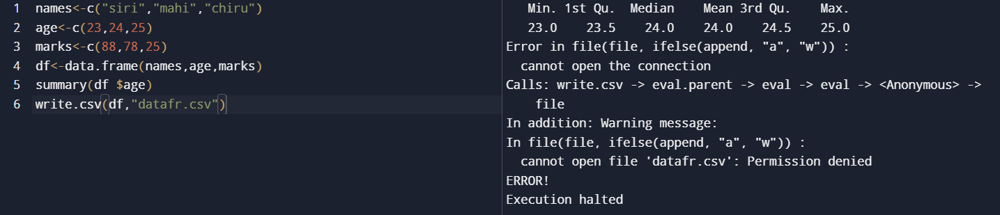 1 names<-c("siri","mahi","chiru")
2 age<-c(23,24,25)
3 marks<-c(88,78,25)
4 df<-data.frame(names,age,marks)
5 summary(df $age)
6 write.csv(df,"datafr.csv")
Min. 1st Qu. Median Mean 3rd Qu. Max.
23.0 23.5 24.0 24.0 24.5 25.0
Error in file(file, ifelse(append, "a", "w")) :
cannot open the connection
Calls: write.csv -> eval.parent -> eval -> eval -> <Anonymous> ->
file
In addition: Warning message:
In file(file, ifelse(append, "a", "w")) :
cannot open file 'datafr.csv': Permission denied
ERROR!
Execution halted